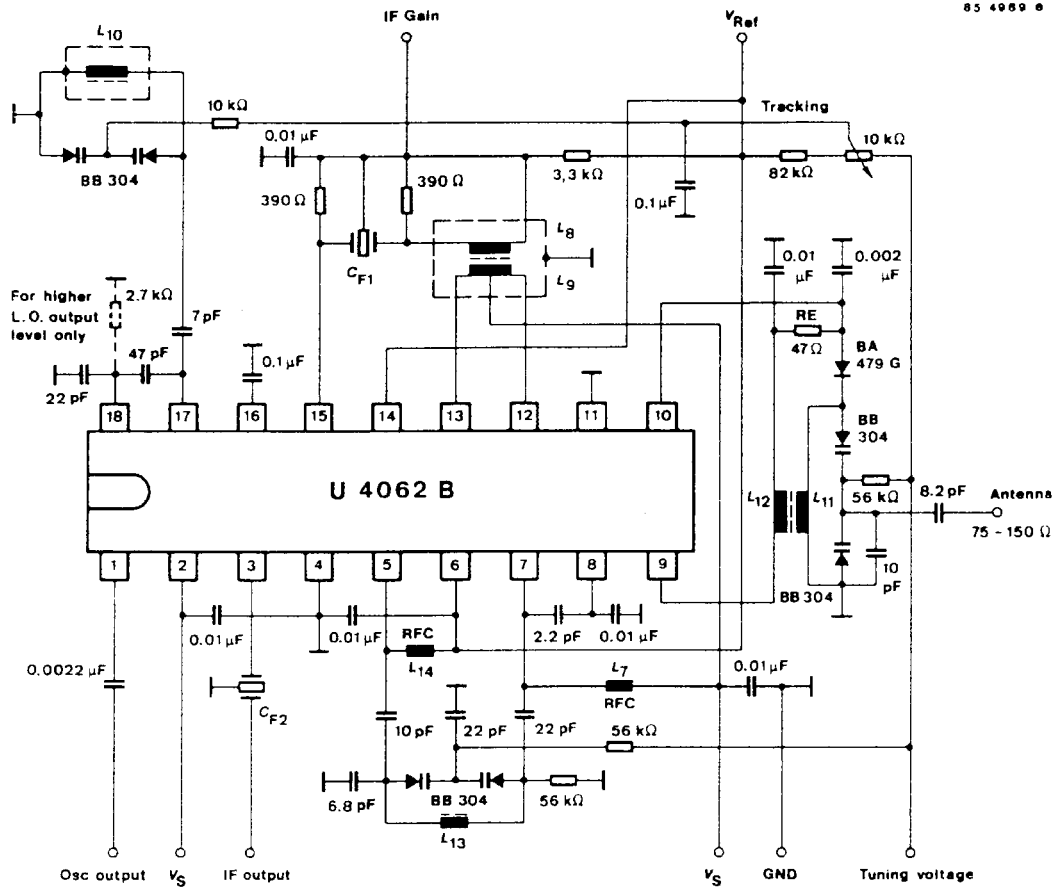 85 4969 6
IF Gain
VRef
L10
10 kΩ
Tracking
0.01 μF
10 kΩ
BB 304
390 Ω
390 Ω
3,3 kΩ
82 kΩ
0.1 μF
L8
CF1
L9
0.01 μF
0.002 μF
For higher
L.O. output
level only
2.7 kΩ
7 pF
RE
47 Ω
BA
479 G
47 pF
0.1 μF
22 pF
BB
304
18 17 16 15 14 13 12 11 10
U 4062 B
L12 L11
56 kΩ
8.2 pF
Antenna
75 - 150 Ω
1 2 3 4 5 6 7 8 9
10 pF
BB 304
0.01 μF
0.01 μF
RFC
2.2 pF
0.01 μF
L14
L7
0.01 μF
0.0022 μF
RFC
CF2
10 pF
22 pF
22 pF
56 kΩ
6.8 pF
BB 304
56 kΩ
L13
Osc output
VS
IF output
VS
GND
Tuning voltage